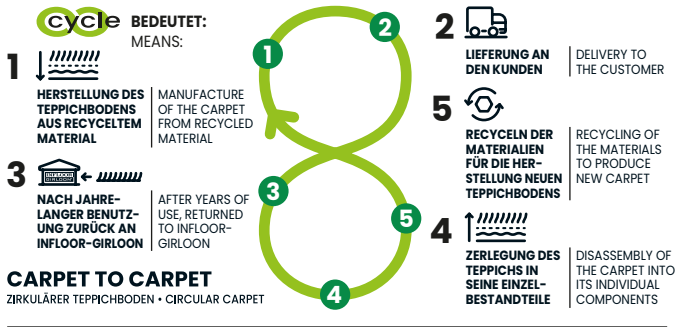 cycle BEDEUTET:
MEANS:
1
HERSTELLUNG DES
TEPPICHBODENS
AUS RECYCELTEM
MATERIAL
MANUFACTURE
OF THE CARPET
FROM RECYCLED
MATERIAL
2
LIEFERUNG AN
DEN KUNDEN
DELIVERY TO
THE CUSTOMER
3
INFLOOR
GIRLOON
NACH JAHRE-
LANGER BENUTZ-
UNG ZURÜCK AN
INFLOOR-GIRLOON
AFTER YEARS OF
USE, RETURNED
TO INFLOOR-
GIRLOON
5
RECYCELN DER
MATERIALIEN
FÜR DIE HER-
STELLUNG NEUEN
TEPPICHBODENS
RECYCLING OF
THE MATERIALS
TO PRODUCE
NEW CARPET
4
ZERLEGUNG DES
TEPPICHS IN
SEINE EINZEL-
BESTANDTEILE
DISASSEMBLY OF
THE CARPET INTO
ITS INDIVIDUAL
COMPONENTS
1
2
3
5
4
CARPET TO CARPET
ZIRKULÄRER TEPPICHBODEN • CIRCULAR CARPET